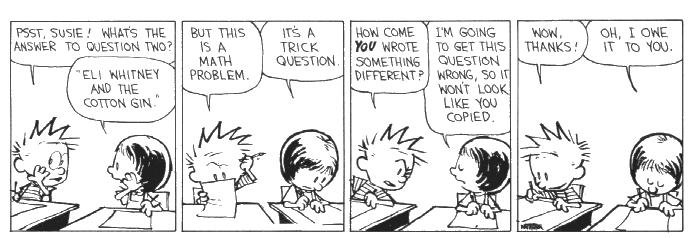 PSST, SUSIE! WHAT'S THE
ANSWER TO QUESTION TWO?
"ELI WHITNEY
AND THE
COTTON GIN."
BUT THIS
IS A
MATH
PROBLEM.
IT'S A
TRICK
QUESTION.
HOW COME
YOU WROTE
SOMETHING
DIFFERENT?
I'M GOING
TO GET THIS
QUESTION
WRONG, SO IT
WON'T LOOK
LIKE YOU
COPIED.
WOW,
THANKS!
OH, I OWE
IT TO YOU.